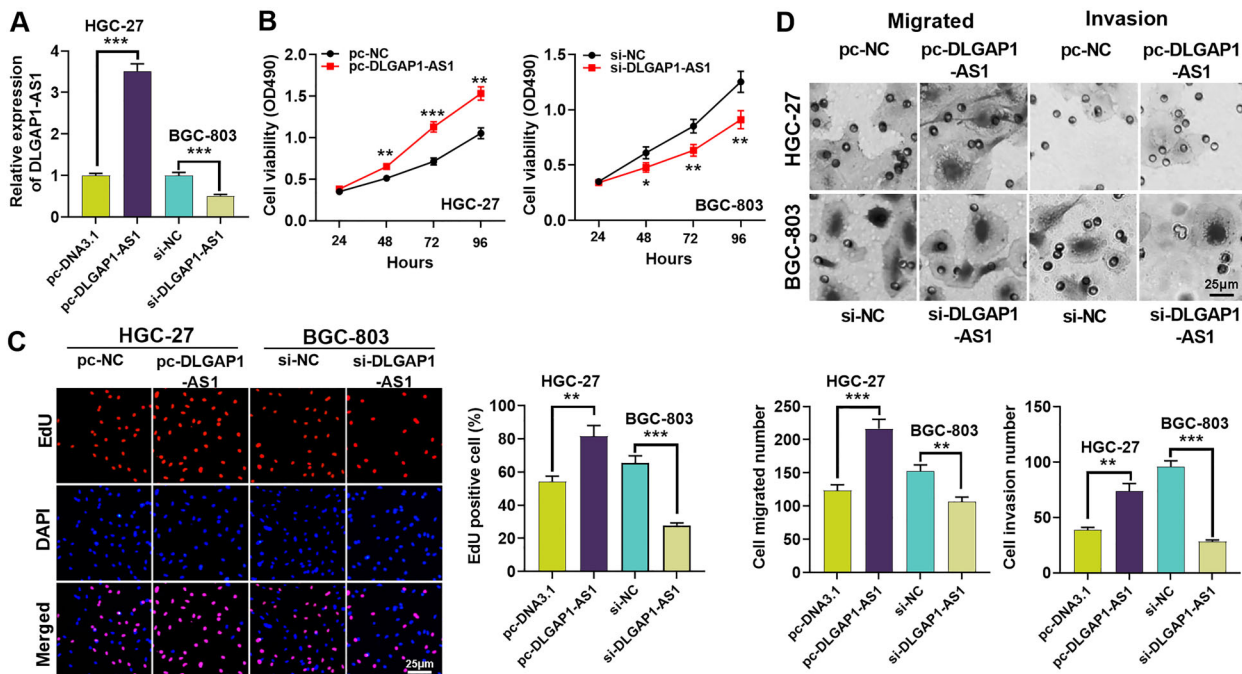 A
HGC-27
***
BGC-803
***
Relative expression
of DLGAP1-AS1
4
3
2
1
0
pc-DNA3.1
pc-DLGAP1-AS1
si-NC
si-DLGAP1-AS1
B
pc-NC
pc-DLGAP1-AS1
Cell viability (OD490)
2.0
1.5
1.0
0.5
0.0
**
***
**
HGC-27
24 48 72 96
Hours
si-NC
si-DLGAP1-AS1
Cell viability (OD490)
1.5
1.0
0.5
0.0
*
**
**
BGC-803
24 48 72 96
Hours
C
HGC-27 BGC-803
pc-NC pc-DLGAP1 si-NC si-DLGAP1
-AS1 -AS1
EdU
DAPI
Merged
25μm
EdU positive cell (%)
100
80
60
40
20
0
HGC-27
**
BGC-803
***
pc-DNA3.1
pc-DLGAP1-AS1
si-NC
si-DLGAP1-AS1
D
Migrated Invasion
pc-NC pc-DLGAP1 pc-NC pc-DLGAP1
-AS1 -AS1
HGC-27
BGC-803
25μm
si-NC si-DLGAP1 si-NC si-DLGAP1
-AS1 -AS1
Cell migrated number
250
200
150
100
50
0
HGC-27
***
BGC-803
**
pc-DNA3.1
pc-DLGAP1-AS1
si-NC
si-DLGAP1-AS1
Cell invasion number
150
100
50
0
HGC-27
**
BGC-803
***
pc-DNA3.1
pc-DLGAP1-AS1
si-NC
si-DLGAP1-AS1